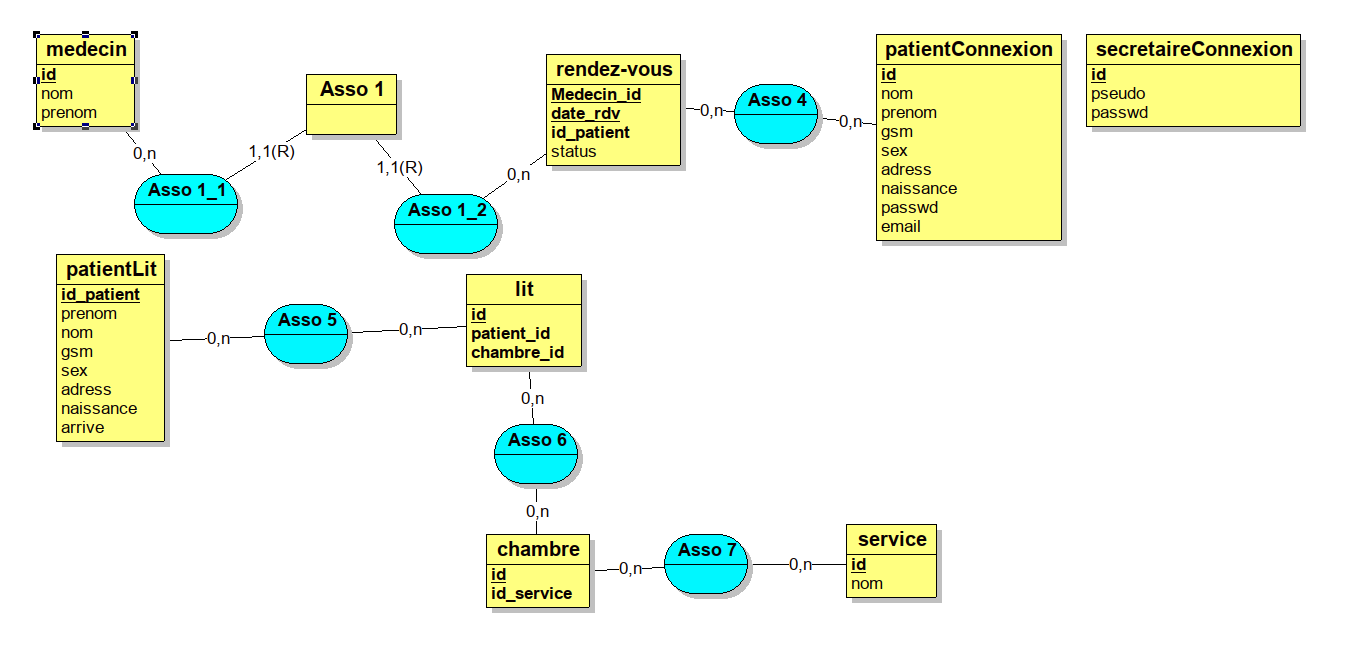 medecin
id
nom
prenom
0,n
Asso 1_1
1,1(R)
Asso 1
1,1(R)
Asso 1_2
0,n
rendez-vous
Medecin_id
date_rdv
id_patient
status
0,n
Asso 4
0,n
patientConnexion
id
nom
prenom
gsm
sex
adress
naissance
passwd
email
secretaireConnexion
id
pseudo
passwd
patientLit
id_patient
prenom
nom
gsm
sex
adress
naissance
arrive
0,n
Asso 5
0,n
lit
id
patient_id
chambre_id
0,n
Asso 6
0,n
chambre
id
id_service
0,n
Asso 7
0,n
service
id
nom